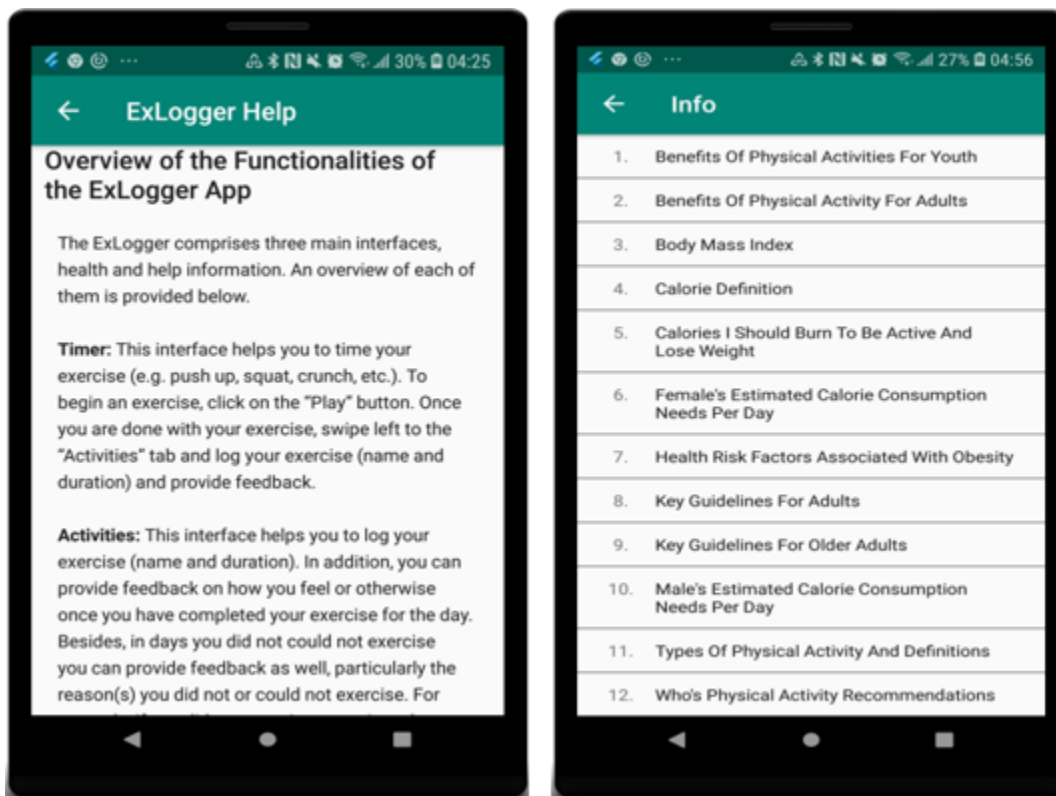 30% 04:25
ExLogger Help
Overview of the Functionalities of
the ExLogger App
The ExLogger comprises three main interfaces,
health and help information. An overview of each of
them is provided below.
Timer: This interface helps you to time your
exercise (e.g. push up, squat, crunch, etc.). To
begin an exercise, click on the “Play” button. Once
you are done with your exercise, swipe left to the
“Activities” tab and log your exercise (name and
duration) and provide feedback.
Activities: This interface helps you to log your
exercise (name and duration). In addition, you can
provide feedback on how you feel or otherwise
once you have completed your exercise for the day.
Besides, in days you did not could not exercise
you can provide feedback as well, particularly the
reason(s) you did not or could not exercise. For
27% 04:56
Info
1. Benefits Of Physical Activities For Youth
2. Benefits Of Physical Activity For Adults
3. Body Mass Index
4. Calorie Definition
5. Calories I Should Burn To Be Active And
Lose Weight
6. Female's Estimated Calorie Consumption
Needs Per Day
7. Health Risk Factors Associated With Obesity
8. Key Guidelines For Adults
9. Key Guidelines For Older Adults
10. Male's Estimated Calorie Consumption
Needs Per Day
11. Types Of Physical Activity And Definitions
12. Who's Physical Activity Recommendations